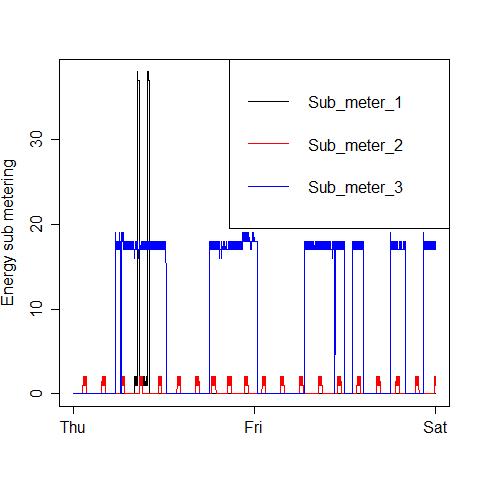 Sub_meter_1
Sub_meter_2
Sub_meter_3
Energy sub metering
30
20
10
0
Thu Fri Sat